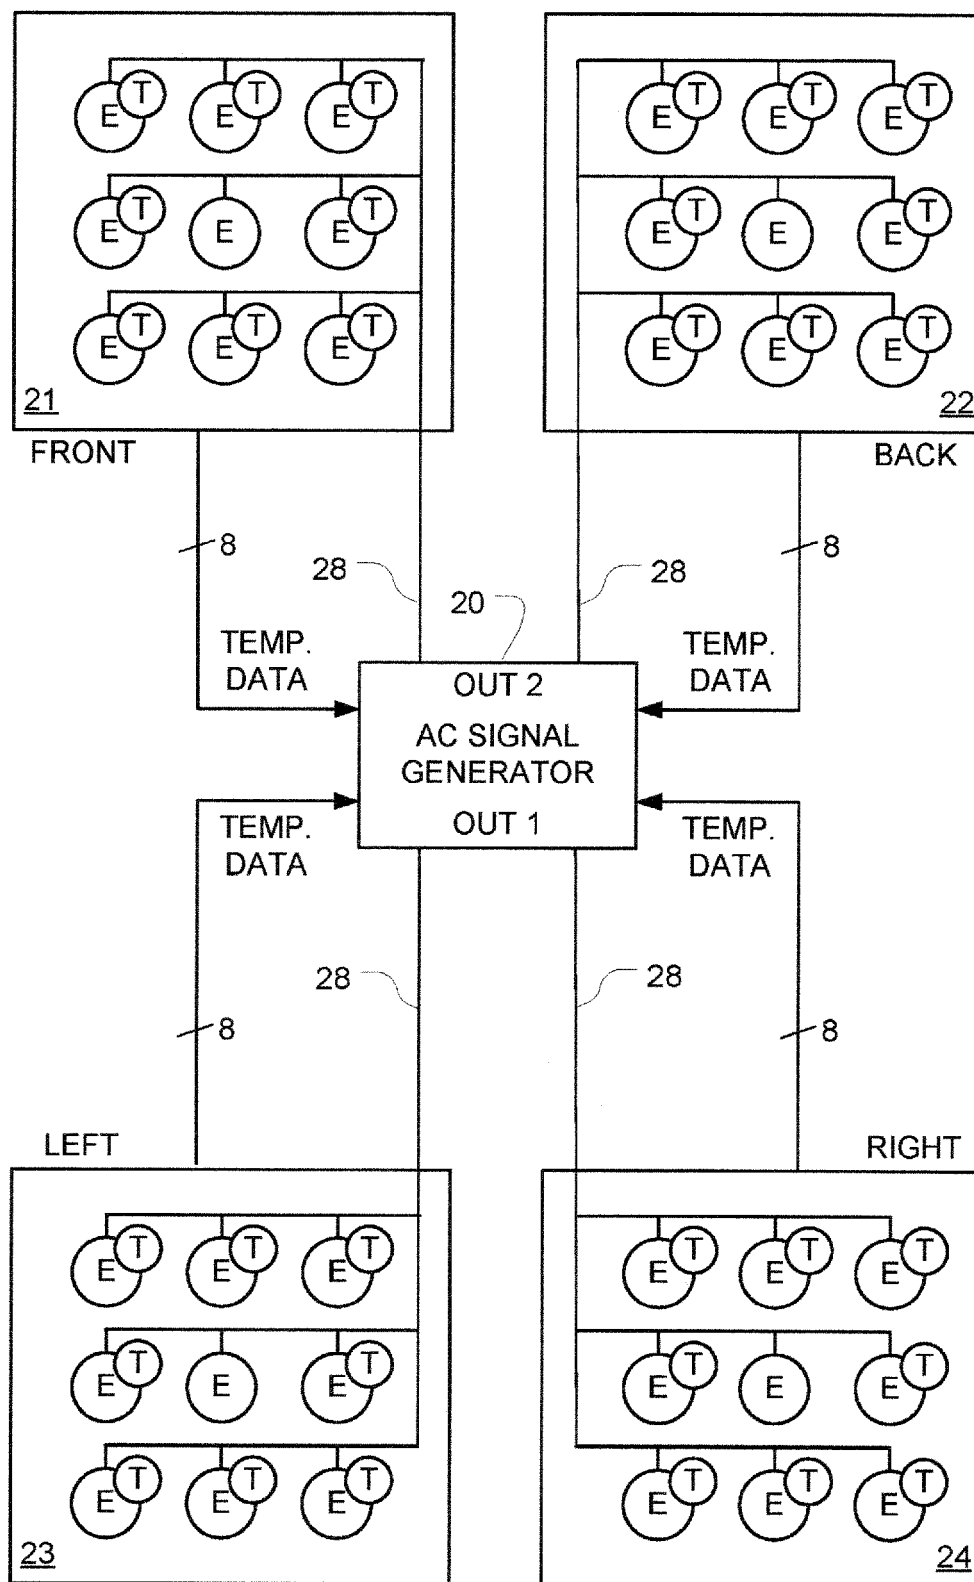 T T T T T T
E E E E E E
T T T T
E E E E E E
T T T T T T
E E E E E E
21 22
FRONT BACK
8 8
28 28
20
TEMP. DATA
OUT 2
TEMP. DATA
AC SIGNAL
GENERATOR
OUT 1
TEMP. DATA
TEMP. DATA
28 28
8 8
LEFT RIGHT
T T T T T T
E E E E E E
T T T T
E E E E E E
T T T T T T
E E E E E E
23 24